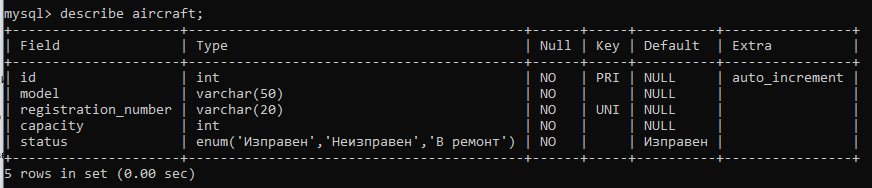 mysql> describe aircraft;
+---------------------+------------------------------------------+------+-----+----------+----------------+
| Field | Type | Null | Key | Default | Extra |
+---------------------+------------------------------------------+------+-----+----------+----------------+
| id | int | NO | PRI | NULL | auto_increment |
| model | varchar(50) | NO | | NULL | |
| registration_number | varchar(20) | NO | UNI | NULL | |
| capacity | int | NO | | NULL | |
| status | enum('Изправен','Неизправен','В ремонт') | NO | | Изправен | |
+---------------------+------------------------------------------+------+-----+----------+----------------+
5 rows in set (0.00 sec)